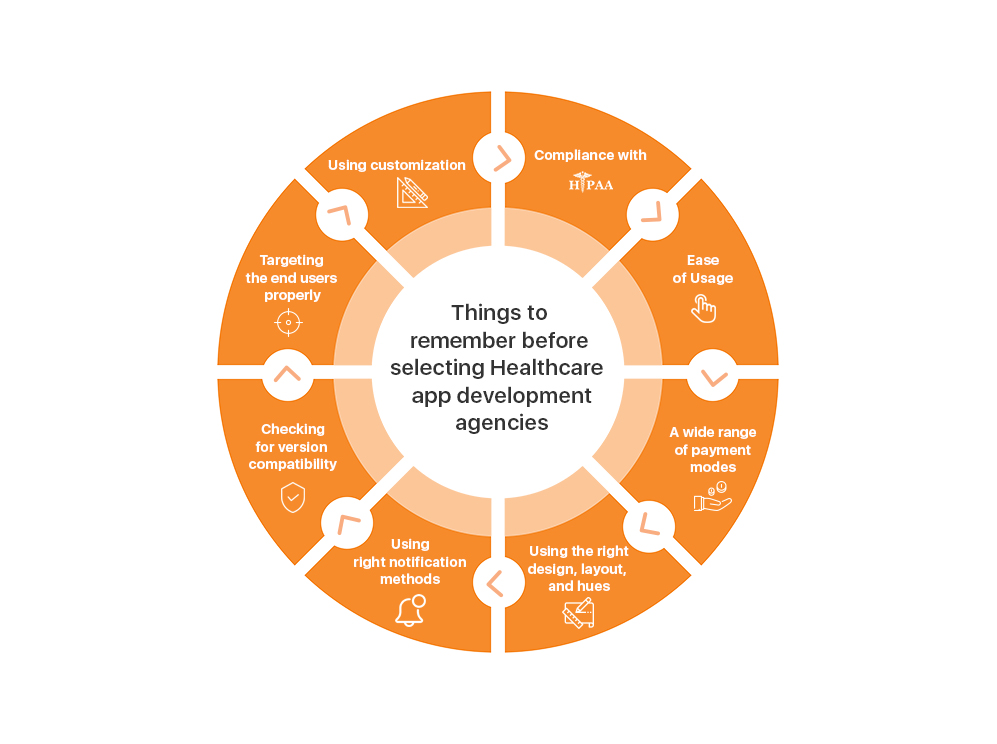 Things to
remember before
selecting Healthcare
app development
agencies
Compliance with
HIPAA
Ease
of Usage
A wide range
of payment
modes
Using the right
design, layout,
and hues
Using
right notification
methods
Checking
for version
compatibility
Targeting
the end users
properly
Using customization